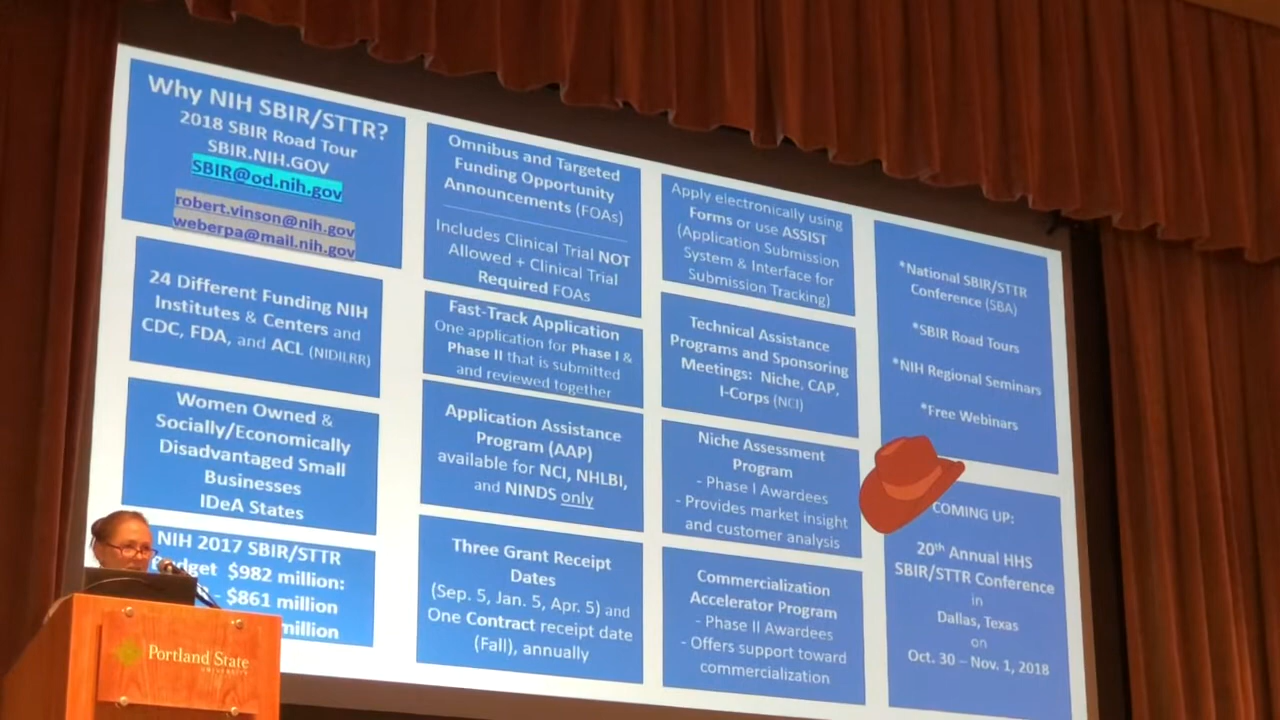 Why NIH SBIR/STTR?
2018 SBIR Road Tour
SBIR.NIH.GOV
SBIR@od.nih.gov
robert.vinson@nih.gov
weberpa@mail.nih.gov
24 Different Funding NIH
Institutes & Centers and
CDC, FDA, and ACL (NIDILRR)
Women Owned &
Socially/Economically
Disadvantaged Small
Businesses
IDeA States
NIH 2017 SBIR/STTR
dget $982 million:
- $861 million
million
Omnibus and Targeted
Funding Opportunity
Announcements (FOAs)
Includes Clinical Trial NOT
Allowed + Clinical Trial
Required FOAs
Fast-Track Application
One application for Phase I &
Phase II that is submitted
and reviewed together
Application Assistance
Program (AAP)
available for NCI, NHLBI,
and NINDS only
Three Grant Receipt
Dates
(Sep. 5, Jan. 5, Apr. 5) and
One Contract receipt date
(Fall), annually
Apply electronically using
Forms or use ASSIST
(Application Submission
System & Interface for
Submission Tracking)
Technical Assistance
Programs and Sponsoring
Meetings: Niche, CAP,
I-Corps (NCI)
Niche Assessment
Program
- Phase I Awardees
- Provides market insight
and customer analysis
Commercialization
Accelerator Program
- Phase II Awardees
- Offers support toward
commercialization
*National SBIR/STTR
Conference (SBA)
*SBIR Road Tours
*NIH Regional Seminars
*Free Webinars
COMING UP:
20th Annual HHS
SBIR/STTR Conference
in
Dallas, Texas
on
Oct. 30 – Nov. 1, 2018
Portland State
UNIVERSITY